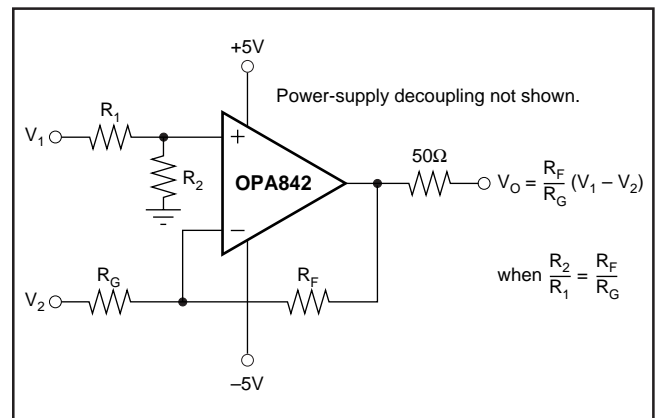 +5V
Power-supply decoupling not shown.
R1
V1
+
R2
OPA842
50Ω
VO = RF/RG (V1 – V2)
–
when R2/R1 = RF/RG
RG
RF
V2
–5V